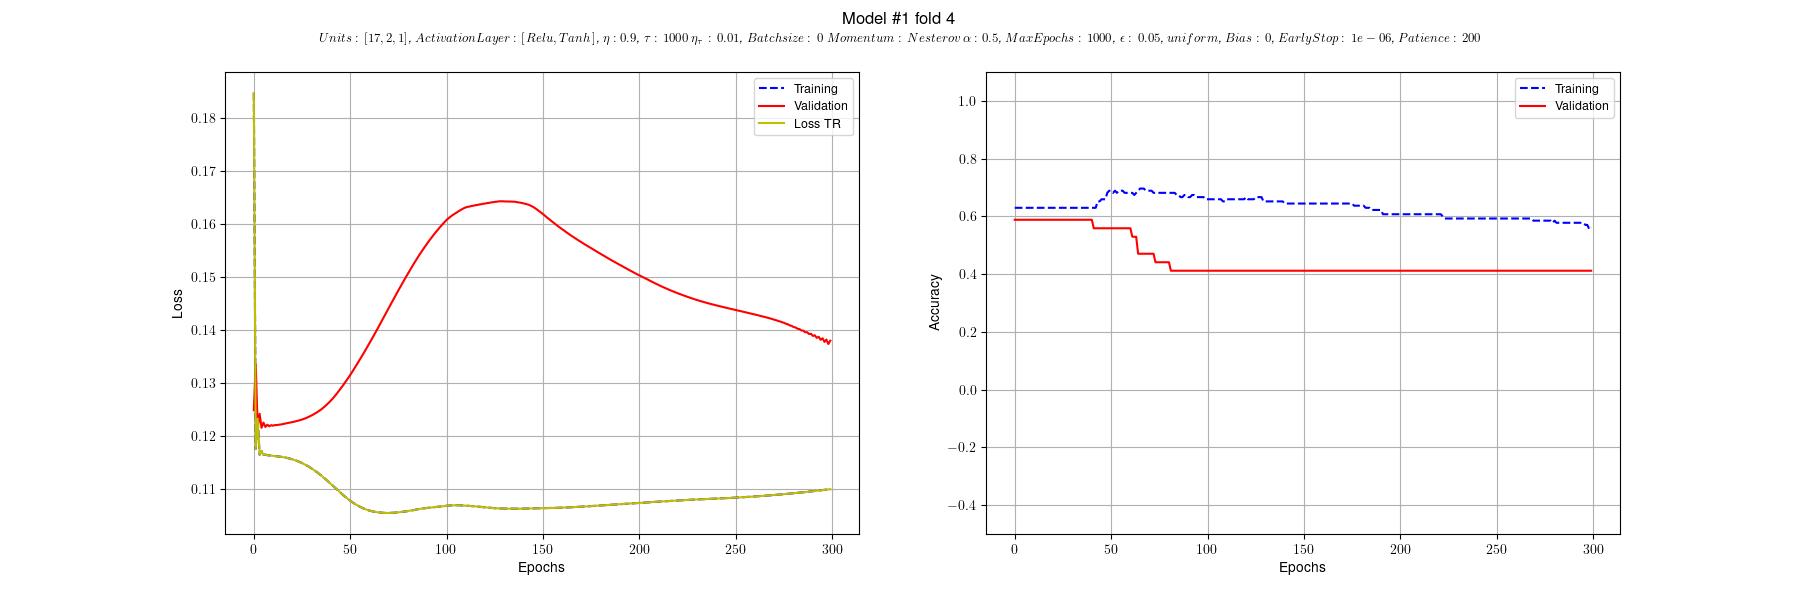 Model #1 fold 4
Units : [17, 2, 1], ActivationLayer : [Relu, Tanh], η : 0.9, τ : 1000 ητ : 0.01, Batchsize : 0 Momentum : Nesterov α : 0.5, MaxEpochs : 1000, ϵ : 0.05, uniform, Bias : 0, EarlyStop : 1e − 06, Patience : 200
Training
Validation
Loss TR
0.18
0.17
0.16
0.15
0.14
0.13
0.12
0.11
Loss
0
50
100
150
200
250
300
Epochs
Training
Validation
1.0
0.8
0.6
0.4
0.2
0.0
−0.2
−0.4
Accuracy
0
50
100
150
200
250
300
Epochs